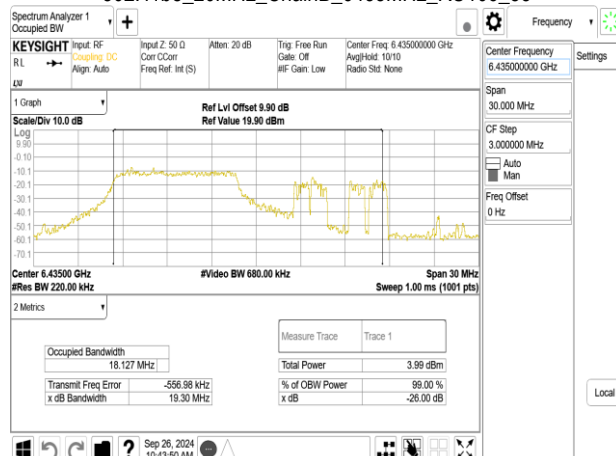 Spectrum Analyzer 1
Occupied BW
+
Frequency
Settings
KEYSIGHT
RL
LXI
Input: RF
Coupling: DC
Align: Auto
Input Z: 50 Ω
Corr CCorr
Freq Ref: Int (S)
Atten: 20 dB
Trig: Free Run
Gate: Off
#IF Gain: Low
Center Freq: 6.435000000 GHz
Avg|Hold: 10/10
Radio Std: None
Center Frequency
6.435000000 GHz
Span
30.000 MHz
CF Step
3.000000 MHz
Auto
Man
Freq Offset
0 Hz
Local
1 Graph
Scale/Div 10.0 dB
Ref Lvl Offset 9.90 dB
Ref Value 19.90 dBm
Log
9.90
-0.10
-10.1
-20.1
-30.1
-40.1
-50.1
-60.1
-70.1
Center 6.43500 GHz
#Video BW 680.00 kHz
Span 30 MHz
#Res BW 220.00 kHz
Sweep 1.00 ms (1001 pts)
2 Metrics
Measure Trace
Trace 1
Occupied Bandwidth
18.127 MHz
Total Power
3.99 dBm
Transmit Freq Error
-556.98 kHz
% of OBW Power
99.00 %
x dB Bandwidth
19.30 MHz
x dB
-26.00 dB
?
Sep 26, 2024
10:43:50 AM